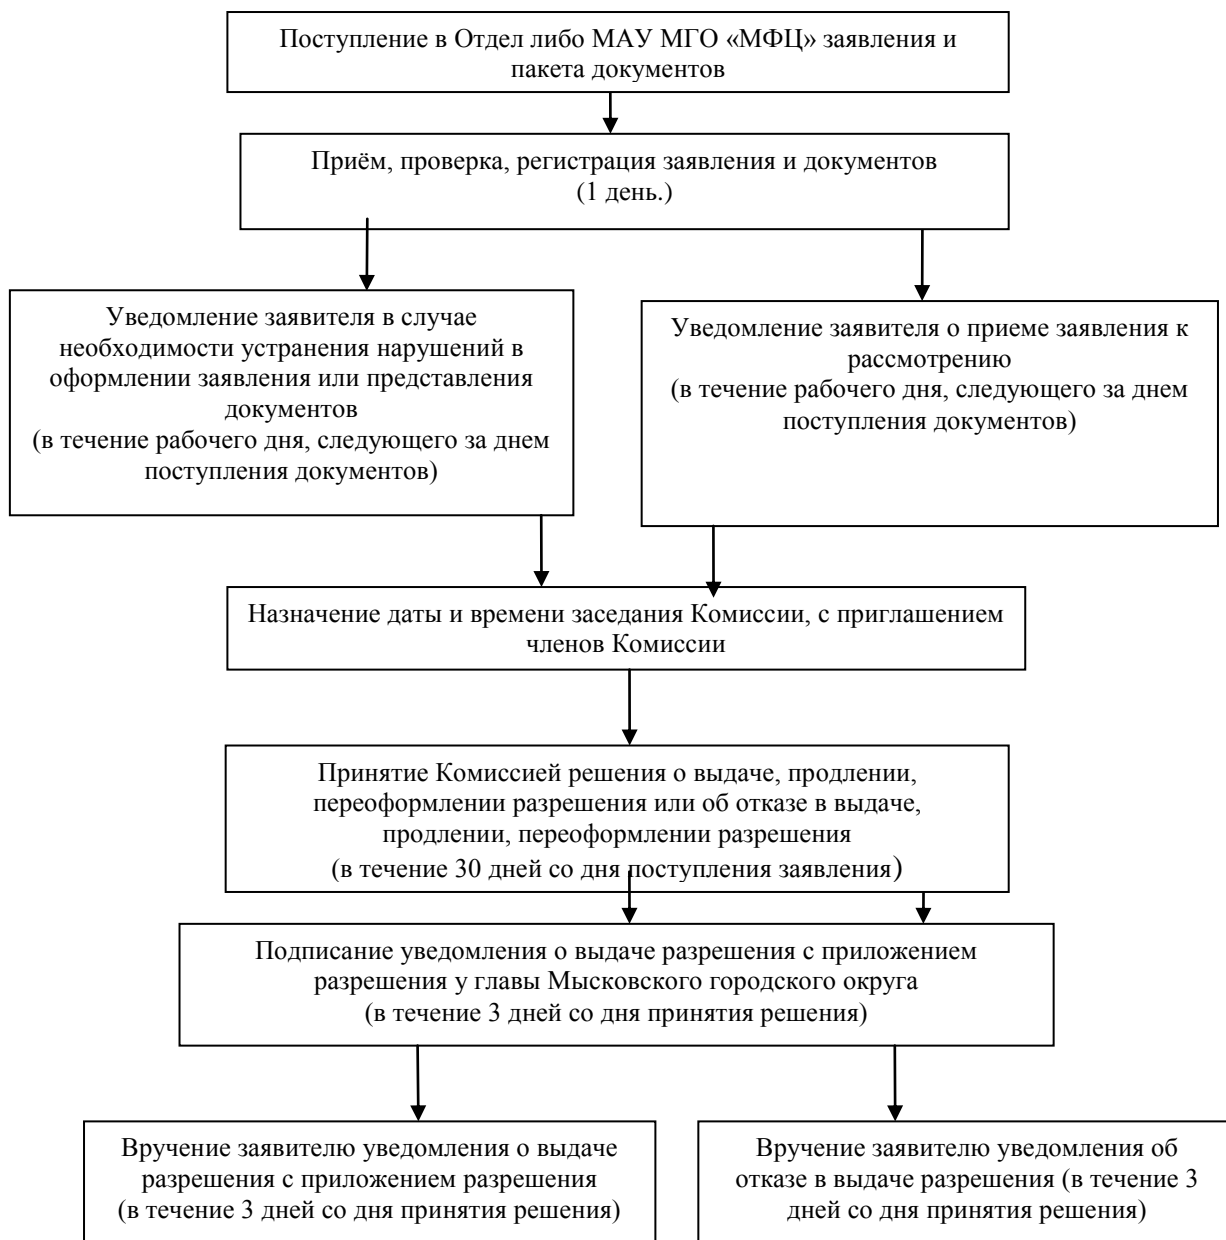 Поступление в Отдел либо МАУ МГО «МФЦ» заявления и
пакета документов
Приём, проверка, регистрация заявления и документов
(1 день.)
Уведомление заявителя в случае
необходимости устранения нарушений в
оформлении заявления или представления
документов
(в течение рабочего дня, следующего за днем
поступления документов)
Уведомление заявителя о приеме заявления к
рассмотрению
(в течение рабочего дня, следующего за днем
поступления документов)
Назначение даты и времени заседания Комиссии, с приглашением
членов Комиссии
Принятие Комиссией решения о выдаче, продлении,
переоформлении разрешения или об отказе в выдаче,
продлении, переоформлении разрешения
(в течение 30 дней со дня поступления заявления)
Подписание уведомления о выдаче разрешения с приложением
разрешения у главы Мысковского городского округа
(в течение 3 дней со дня принятия решения)
Вручение заявителю уведомления о выдаче
разрешения с приложением разрешения
(в течение 3 дней со дня принятия решения)
Вручение заявителю уведомления об
отказе в выдаче разрешения (в течение 3
дней со дня принятия решения)